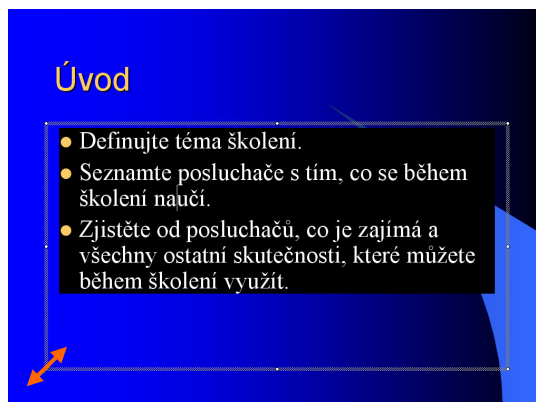 Úvod
Definujte téma školení.
Seznamte posluchače s tím, co se během
školení naučí.
Zjistěte od posluchačů, co je zajímá a
všechny ostatní skutečnosti, které můžete
během školení využít.